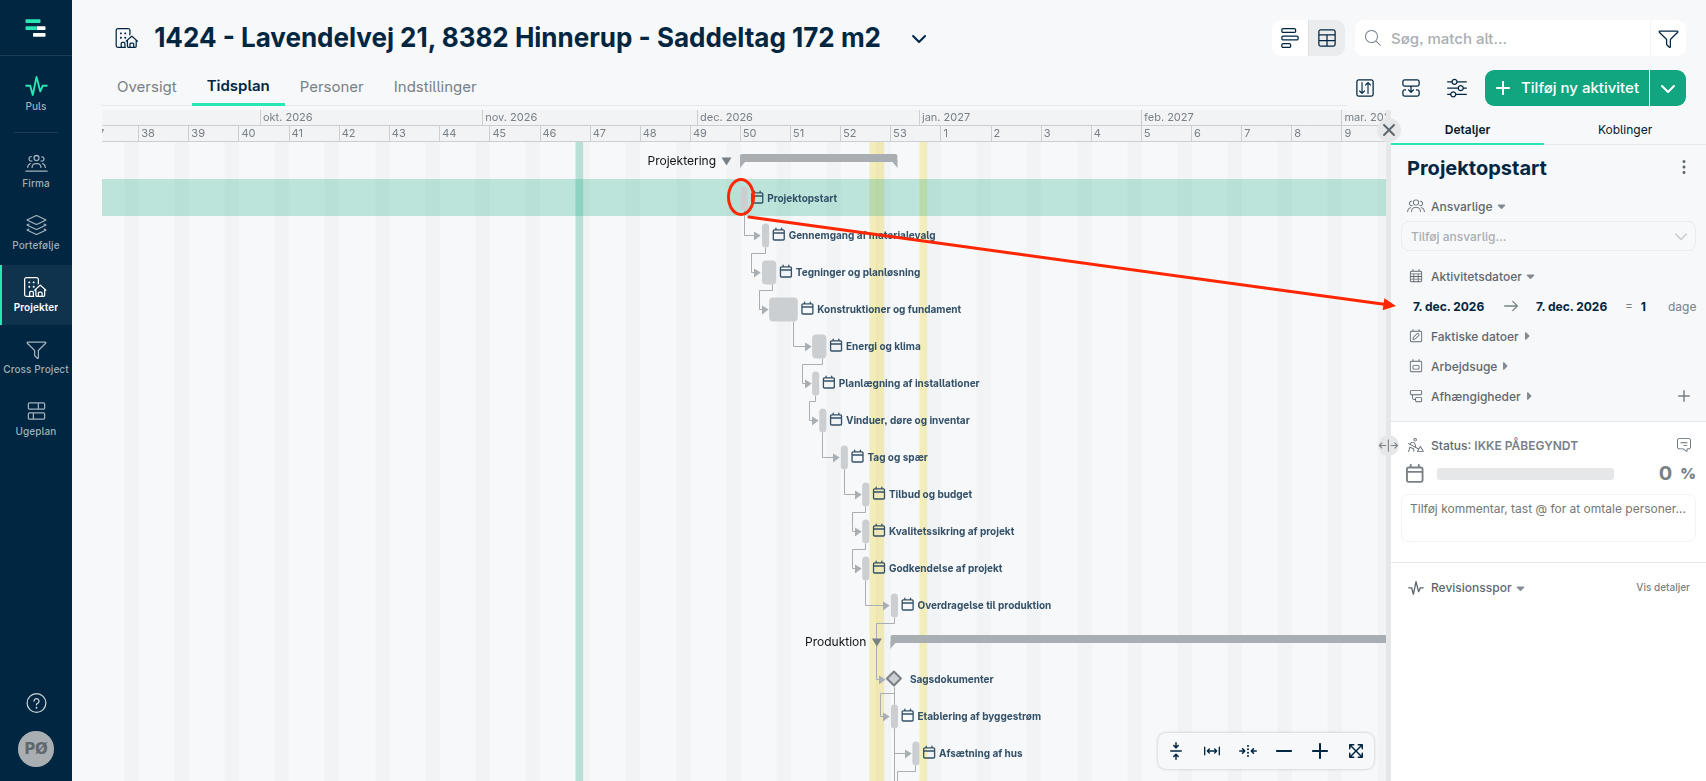 1424 - Lavendelvej 21, 8382 Hinnerup - Saddeltag 172 m2
Søg, match alt...
Puls
Firma
Portefølje
Projekter
Cross Project
Ugeplan
PØ
Oversigt
Tidsplan
Personer
Indstillinger
Tilføj ny aktivitet
okt. 2026
nov. 2026
dec. 2026
jan. 2027
feb. 2027
38 39 40 41 42 43 44 45 46 47 48 49 50 51 52 53 1 2 3 4 5 6 7 8 9
Projektering
Projektopstart
Gennemgang af materialevalg
Tegninger og planløsning
Konstruktioner og fundament
Energi og klima
Planlægning af installationer
Vinduer, døre og inventar
Tag og spær
Tilbud og budget
Kvalitetssikring af projekt
Godkendelse af projekt
Overdragelse til produktion
Produktion
Sagsdokumenter
Etablering af byggestrøm
Afsætning af hus
Detaljer
Koblinger
Projektopstart
Ansvarlige
Tilføj ansvarlig...
Aktivitetsdatoer
7. dec. 2026 → 7. dec. 2026 = 1 dage
Faktiske datoer
Arbejdsuge
Afhængigheder
Status: IKKE PÅBEGYNDT
0 %
Tilføj kommentar, tast @ for at omtale personer...
Revisionsspor
Vis detaljer